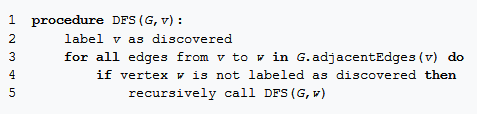 1 procedure DFS(G,v):
2 label v as discovered
3 for all edges from v to w in G.adjacentEdges(v) do
4 if vertex w is not labeled as discovered then
5 recursively call DFS(G,w)